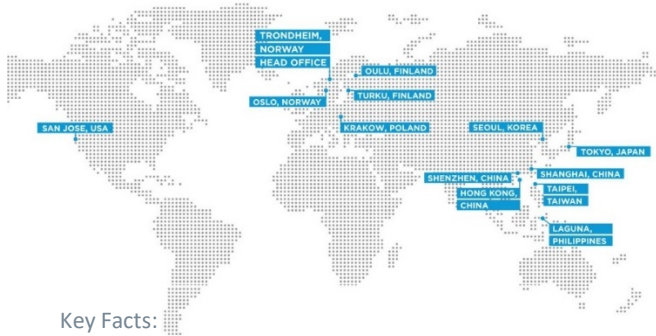 TRONDHEIM,
NORWAY
HEAD OFFICE
OULU, FINLAND
OSLO, NORWAY
TURKU, FINLAND
SAN JOSE, USA
KRAKOW, POLAND
SEOUL, KOREA
TOKYO, JAPAN
SHENZHEN, CHINA
SHANGHAI, CHINA
HONG KONG,
CHINA
TAIPEI,
TAIWAN
LAGUNA,
PHILIPPINES
Key Facts: